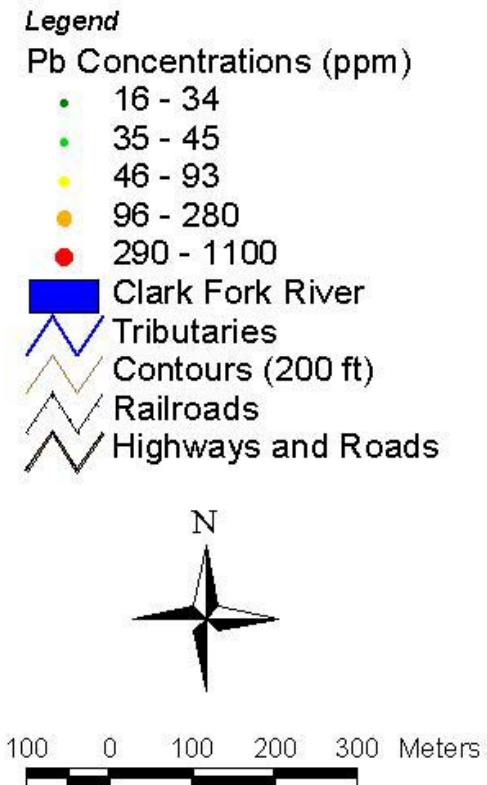 Legend
Pb Concentrations (ppm)
16 - 34
35 - 45
46 - 93
96 - 280
290 - 1100
Clark Fork River
Tributaries
Contours (200 ft)
Railroads
Highways and Roads
N
100 0 100 200 300 Meters